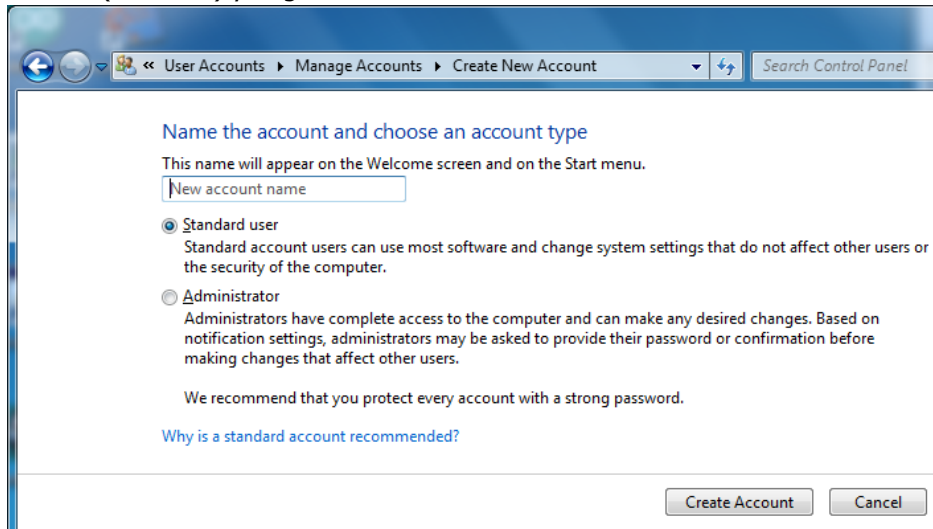 « User Accounts ▸ Manage Accounts ▸ Create New Account Search Control Panel
Name the account and choose an account type
This name will appear on the Welcome screen and on the Start menu.
New account name
Standard user
Standard account users can use most software and change system settings that do not affect other users or
the security of the computer.
Administrator
Administrators have complete access to the computer and can make any desired changes. Based on
notification settings, administrators may be asked to provide their password or confirmation before
making changes that affect other users.
We recommend that you protect every account with a strong password.
Why is a standard account recommended?
Create Account Cancel